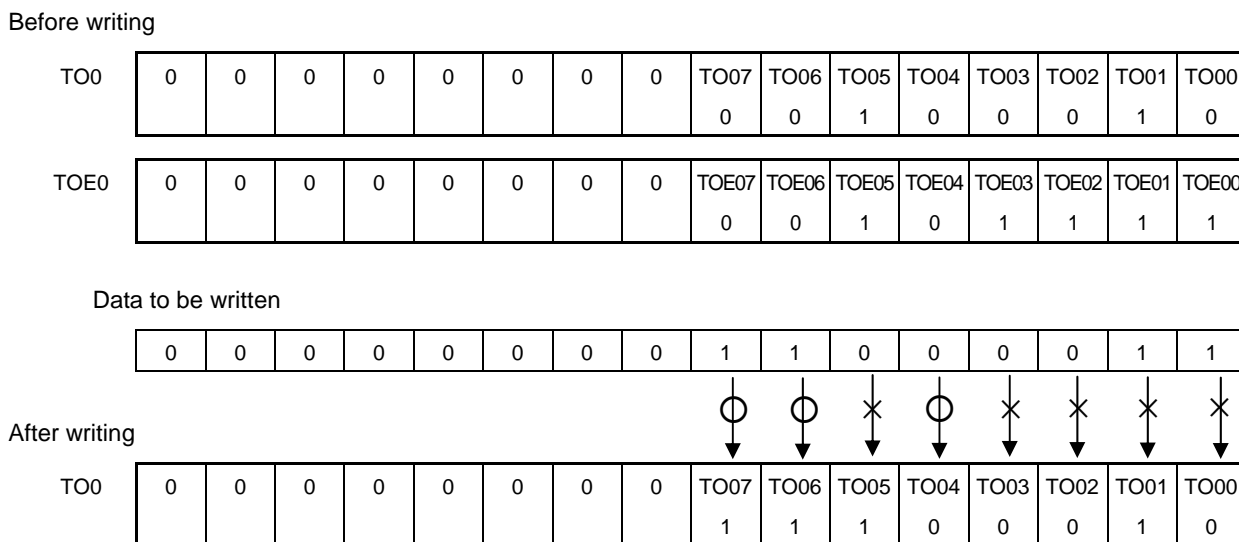 Before writing
TO0 0 0 0 0 0 0 0 0 TO07 TO06 TO05 TO04 TO03 TO02 TO01 TO00
0 0 1 0 0 0 1 0
TOE0 0 0 0 0 0 0 0 0 TOE07 TOE06 TOE05 TOE04 TOE03 TOE02 TOE01 TOE00
0 0 1 0 1 1 1 1
Data to be written
0 0 0 0 0 0 0 0 1 1 0 0 0 0 1 1
After writing
TO0 0 0 0 0 0 0 0 0 TO07 TO06 TO05 TO04 TO03 TO02 TO01 TO00
1 1 1 0 0 0 1 0